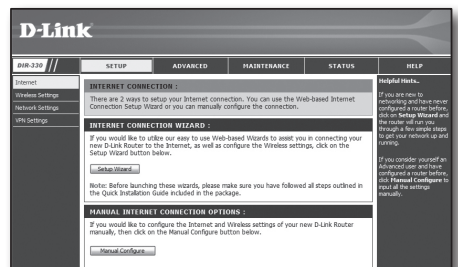 D-Link
DIR-330
SETUP
ADVANCED
MAINTENANCE
STATUS
HELP
Internet
Wireless Settings
Network Settings
VPN Settings
INTERNET CONNECTION :
There are 2 ways to setup your Internet connection. You can use the Web-based Internet
Connection Setup Wizard or you can manually configure the connection.
INTERNET CONNECTION WIZARD :
If you would like to utilize our easy to use Web-based Wizards to assist you in connecting your
new D-Link Router to the Internet, as well as configure the Wireless settings, click on the
Setup Wizard button below.
Setup Wizard
Note: Before launching these wizards, please make sure you have followed all steps outlined in
the Quick Installation Guide included in the package.
MANUAL INTERNET CONNECTION OPTIONS :
If you would like to configure the Internet and Wireless settings of your new D-Link Router
manually, then click on the Manual Configure button below.
Manual Configure
Helpful Hints..
If you are new to
networking and have never
configured a router before,
click on Setup Wizard and
the router will run you
through a few simple steps
to get your network up and
running.
If you consider yourself an
Advanced user and have
configured a router before,
click Manual Configure to
input all the settings
manually.